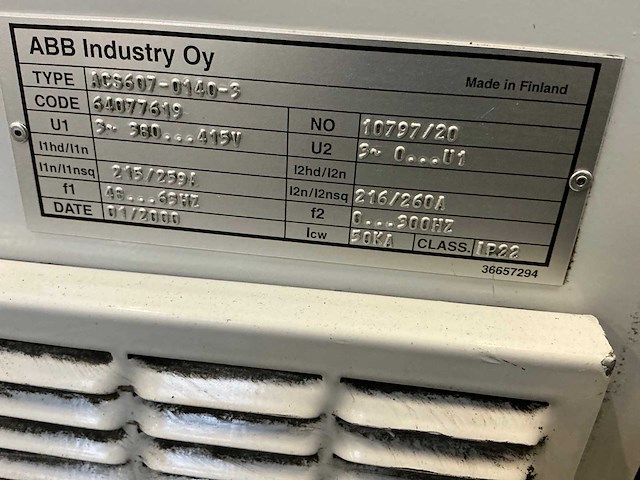 ABB Industry Oy
TYPE ACS607-0140-3 Made in Finland
CODE 64077619
NO 10797/20
U1 3~ 380...415V
U2 3~ 0...U1
I1hd/I1n
I2hd/I2n
I1n/I1nsq 215/259A
I2n/I2nsq 216/260A
f1 48...63HZ
f2 0...300HZ
DATE 01/2000
Icw 50KA CLASS. IP22
36657294